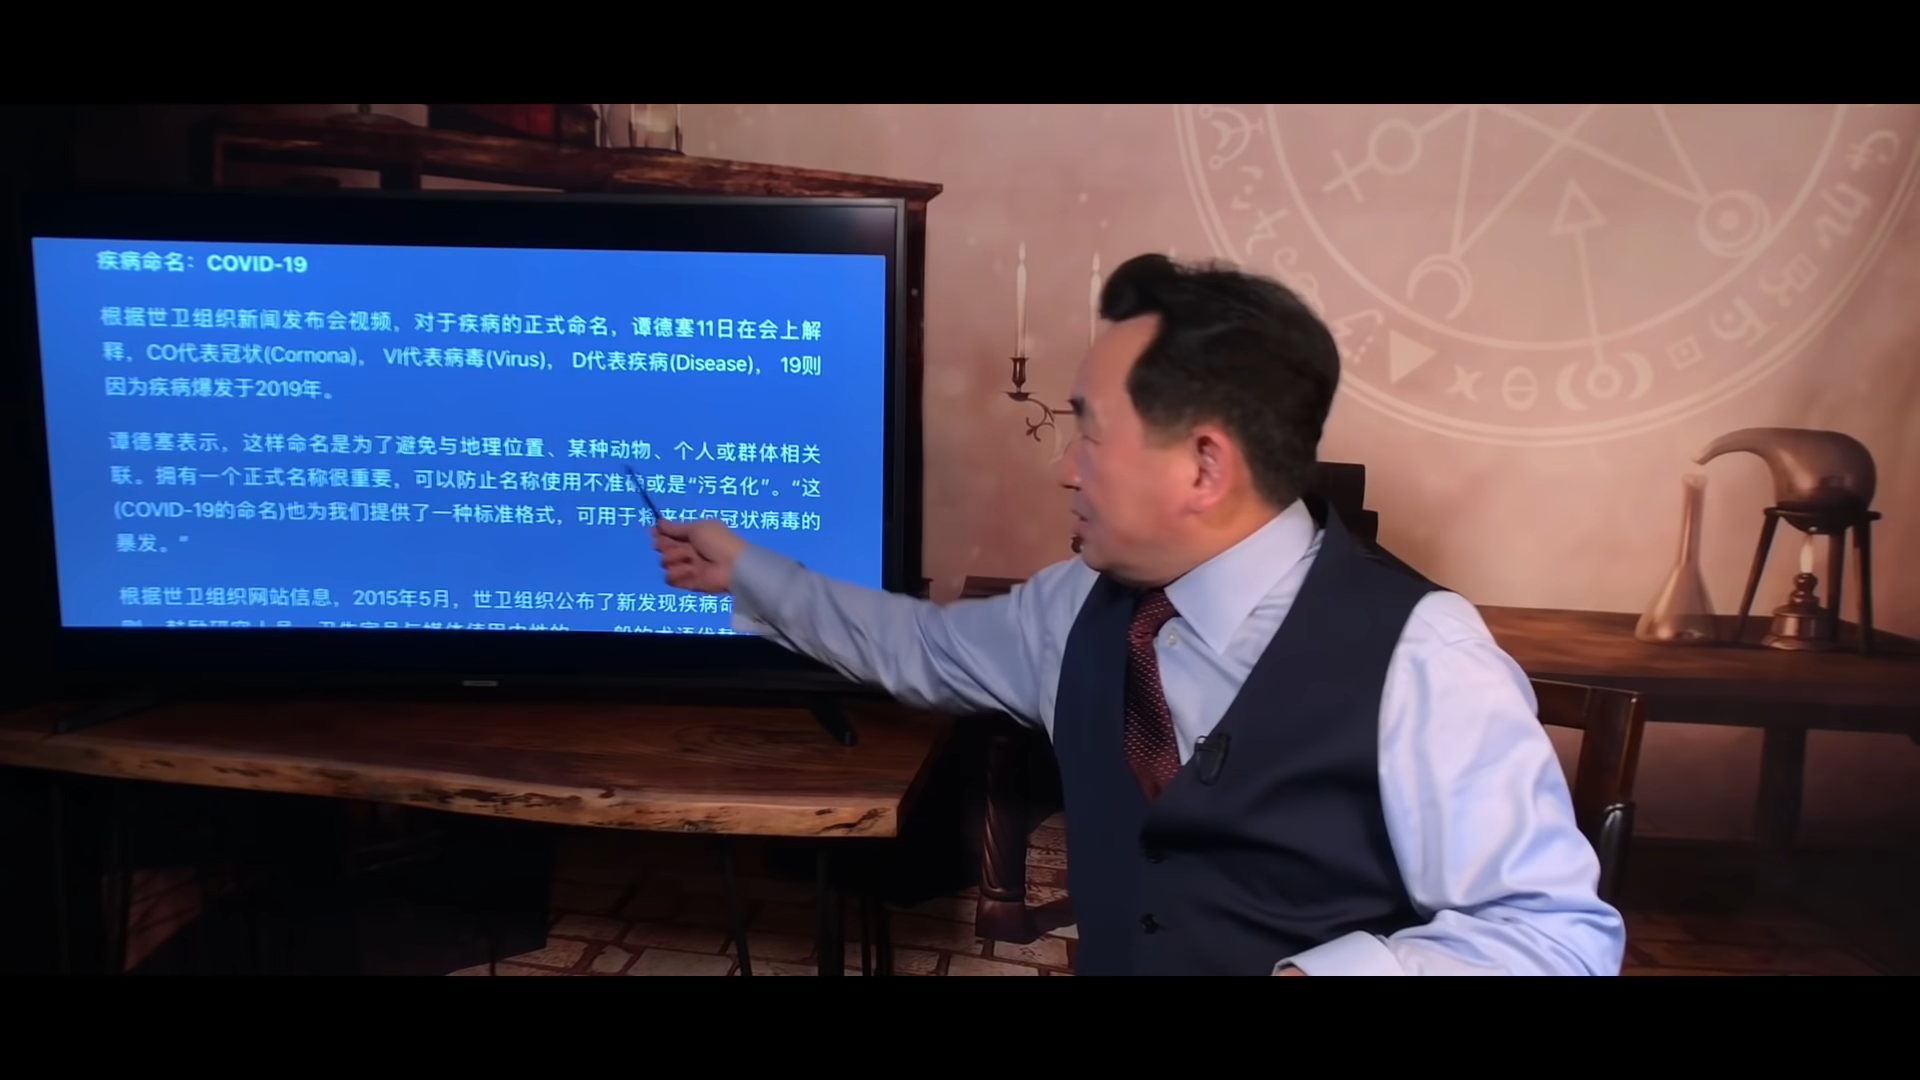 疾病命名：COVID-19
根据世卫组织新闻发布会视频，对于疾病的正式命名，谭德塞11日在会上解
释，CO代表冠状(Cornona)， VI代表病毒(Virus)， D代表疾病(Disease)， 19则
因为疾病爆发于2019年。
谭德塞表示，这样命名是为了避免与地理位置、某种动物、个人或群体相关
联。拥有一个正式名称很重要，可以防止名称使用不准确或是“污名化”。“这
(COVID-19的命名)也为我们提供了一种标准格式，可用于将来任何冠状病毒的
暴发。”
根据世卫组织网站信息，2015年5月，世卫组织公布了新发现疾病命